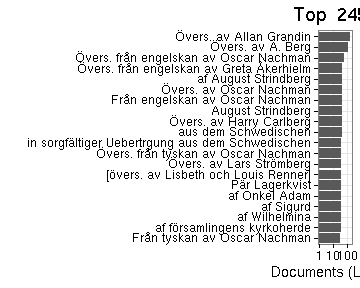 Top 245
Övers. av Allan Grandin
Övers. av A. Berg
Övers. från engelskan av Oscar Nachman
Övers. från engelskan av Greta Åkerhielm
af August Strindberg
Övers. av Oscar Nachman
Från engelskan av Oscar Nachman
August Strindberg
Övers. av Harry Carlberg
aus dem Schwedischen
in sorgfältiger Uebertrgung aus dem Schwedischen
Övers. från tyskan av Oscar Nachman
Övers. av Lars Strömberg
[övers. av Lisbeth och Louis Renner]
Pär Lagerkvist
af Onkel Adam
af Sigurd
af Wilhelmina
af församlingens kyrkoherde
Från tyskan av Oscar Nachman
1 10100
Documents (L